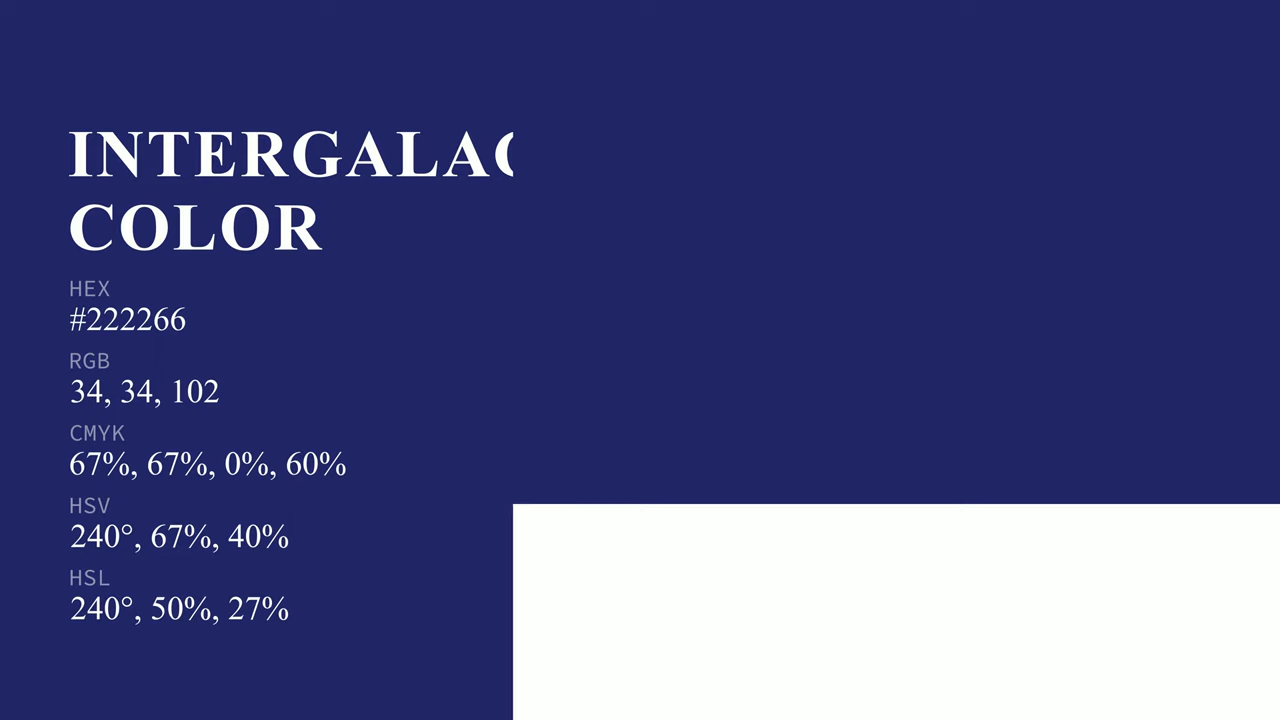 INTERGALAC
COLOR
HEX
#222266
RGB
34, 34, 102
CMYK
67%, 67%, 0%, 60%
HSV
240°, 67%, 40%
HSL
240°, 50%, 27%